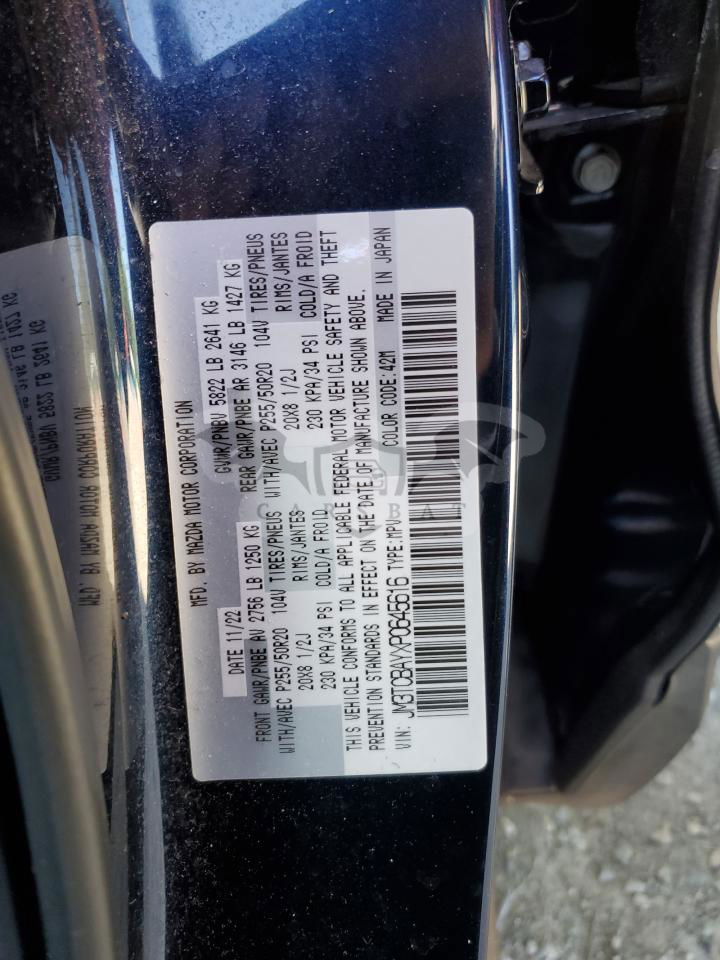 MFD. BY MAZDA MOTOR CORPORATION
DATE 11/22 GVWR/PNBV 5822 LB 2641 KG
FRONT GAWR/PNBE AV 2756 LB 1250 KG REAR GAWR/PNBE AR 3146 LB 1427 KG
WITH/AVEC P255/50R20 104V TIRES/PNEUS WITH/AVEC P255/50R20 104V TIRES/PNEUS
20X8 1/2J RIMS/JANTES 20X8 1/2J RIMS/JANTES
230 KPA/34 PSI COLD/A FROID 230 KPA/34 PSI COLD/A FROID
THIS VEHICLE CONFORMS TO ALL APPLICABLE FEDERAL MOTOR VEHICLE SAFETY AND THEFT
PREVENTION STANDARDS IN EFFECT ON THE DATE OF MANUFACTURE SHOWN ABOVE.
COLOR CODE: 42M MADE IN JAPAN
VIN: JM3TCBAYXP0645616 TYPE:MPV
CARSBAT